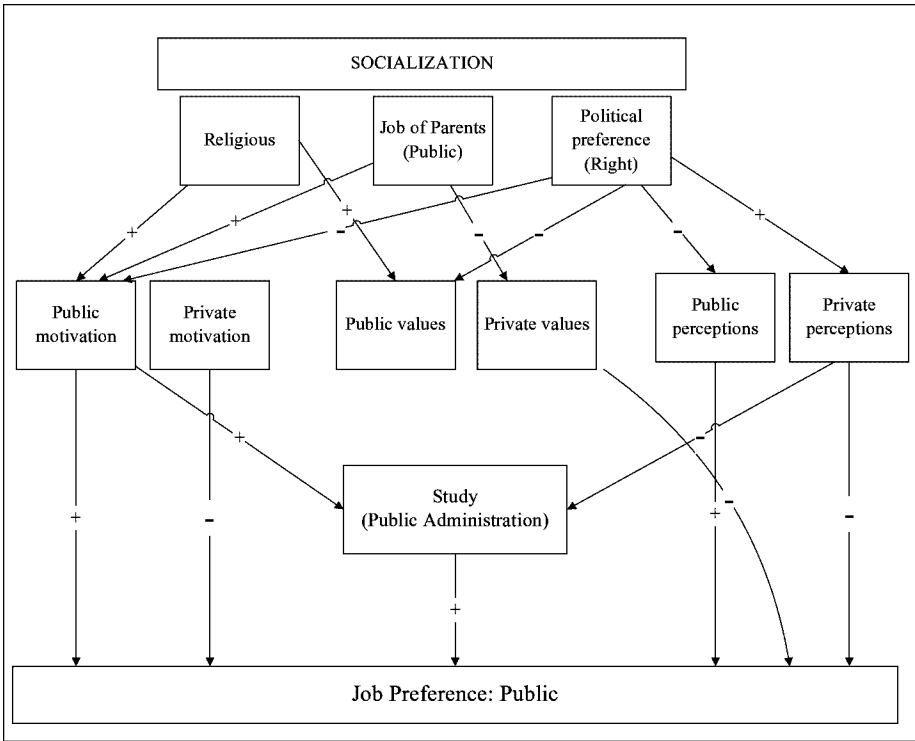 SOCIALIZATION
Religious
Job of Parents
(Public)
Political
preference
(Right)
+
+
-
+
-
-
-
+
Public
motivation
Private
motivation
Public values
Private values
Public
perceptions
Private
perceptions
+
-
Study
(Public Administration)
+
-
-
+
-
+
Job Preference: Public